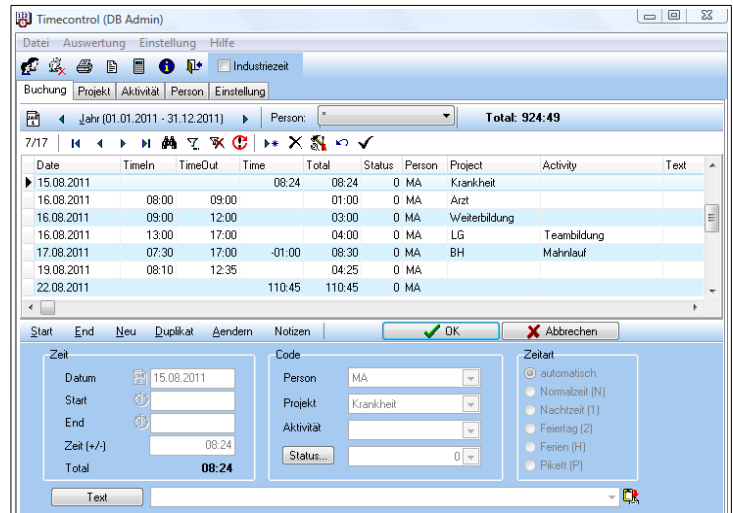 Timecontrol (DB Admin)
Datei Auswertung Einstellung Hilfe
Industriezeit
Buchung Projekt Aktivität Person Einstellung
Jahr (01.01.2011 - 31.12.2011) Person: * Total: 924:49
7/17
Date TimeIn TimeOut Time Total Status Person Project Activity Text
15.08.2011 08:24 08:24 0 MA Krankheit
16.08.2011 08:00 09:00 01:00 0 MA Arzt
16.08.2011 09:00 12:00 03:00 0 MA Weiterbildung
16.08.2011 13:00 17:00 04:00 0 MA LG Teambildung
17.08.2011 07:30 17:00 -01:00 08:30 0 MA BH Mahnlauf
19.08.2011 08:10 12:35 04:25 0 MA
22.08.2011 110:45 110:45 0 MA
Start End Neu Duplikat Aendern Notizen OK Abbrechen
Zeit Code Zeitart
Datum 15.08.2011 Person MA automatisch
Normalzeit (N)
Start Projekt Krankheit Nachtzeit (1)
End Aktivität Feiertag (2)
Zeit (+/-) 08:24 Status... 0 Ferien (H)
Total 08:24 Pikett (P)
Text